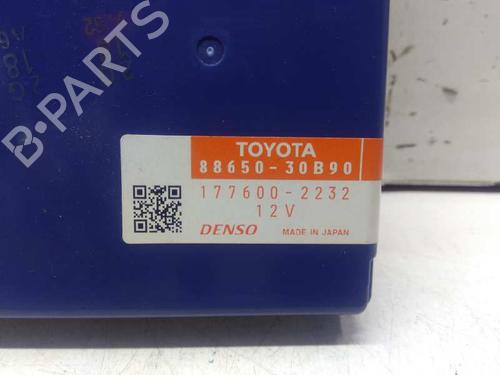 TOYOTA
88650-30B90
177600-2232
12V
DENSO MADE IN JAPAN
B-PARTS